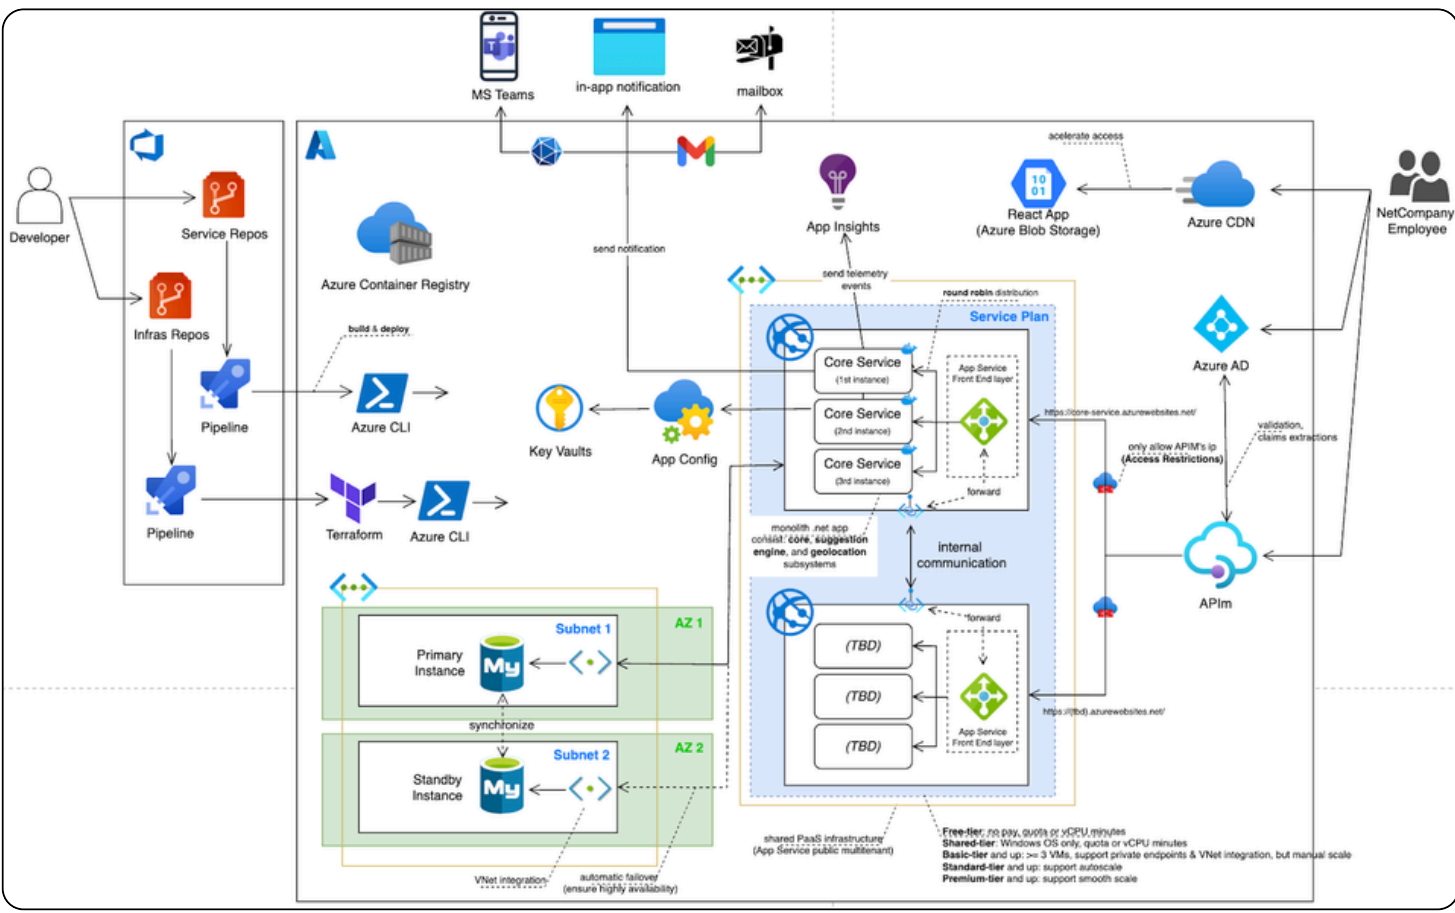 MS Teams
in-app notification
mailbox
Developer
Service Repos
Infras Repos
Pipeline
Pipeline
Azure Container Registry
build & deploy
Azure CLI
Terraform
Azure CLI
send notification
Key Vaults
App Config
App Insights
send telemetry
events
acelerate access
React App
(Azure Blob Storage)
10
01
Azure CDN
NetCompany
Employee
round robin distribution
Service Plan
Core Service
(1st instance)
Core Service
(2nd instance)
Core Service
(3rd instance)
App Service
Front End layer
forward
https://core-service.azurewebsites.net/
Azure AD
validation,
claims extractions
only allow APIM's ip
(Access Restrictions)
APIm
monolith .net app
consist: core, suggestion
engine, and geolocation
subsystems
internal
communication
forward
(TBD)
(TBD)
(TBD)
App Service
Front End layer
https://(tbd).azurewebsites.net/
Subnet 1
AZ 1
Primary
Instance
My
synchronize
Subnet 2
AZ 2
Standby
Instance
My
VNet integration
automatic failover
(ensure highly availability)
shared PaaS infrastructure
(App Service public multitenant)
Free-tier: no pay, quota or vCPU minutes
Shared-tier: Windows OS only, quota or vCPU minutes
Basic-tier and up: >= 3 VMs, support private endpoints & VNet integration, but manual scale
Standard-tier and up: support autoscale
Premium-tier and up: support smooth scale